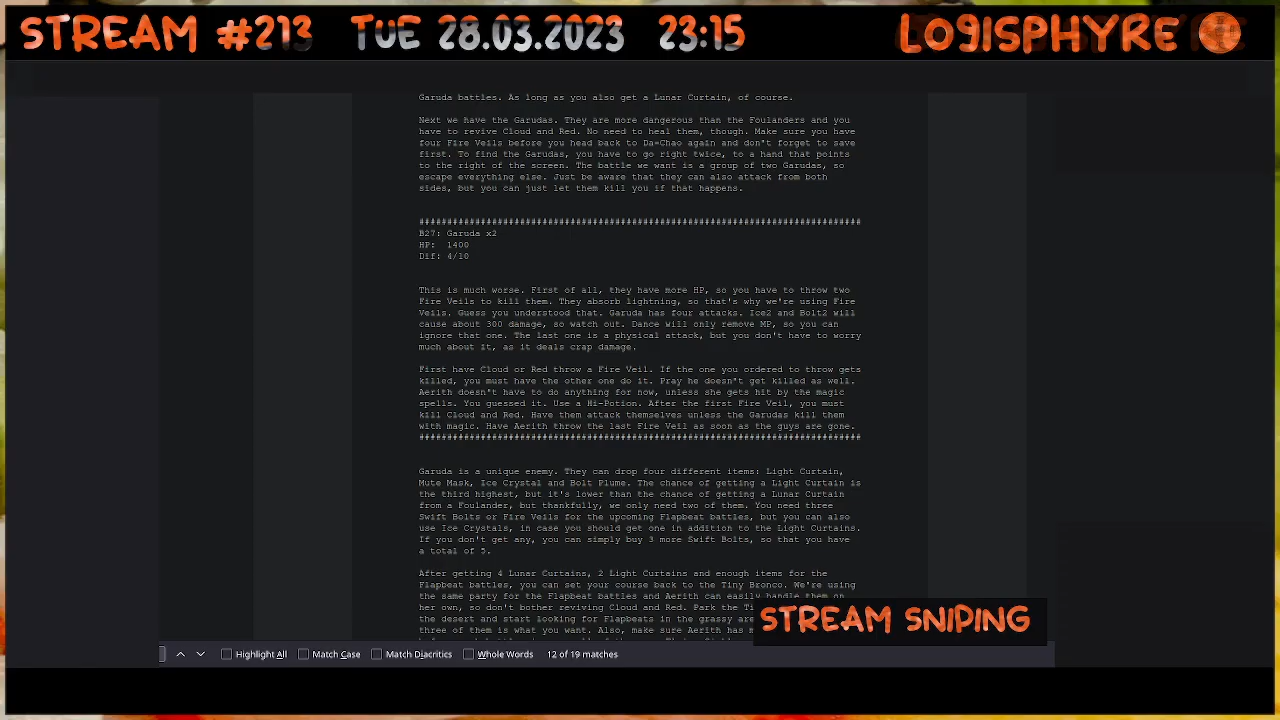 STREAM #213 TUE 28.03.2023 23:15 LO9ISPHYRE
Garuda battles. As long as you also get a Lunar Curtain, of course.
Next we have the Garudas. They are more dangerous than the Foulanders and you
have to revive Cloud and Red. No need to heal them, though. Make sure you have
four Fire Veils before you head back to Da=Chao again and don't forget to save
first. To find the Garudas, you have to go right twice, to a hand that points
to the right of the screen. The battle we want is a group of two Garudas, so
escape everything else. Just be aware that they can also attack from both
sides, but you can just let them kill you if that happens.
###############################################################################
B27: Garuda x2
HP: 1400
Dif: 4/10
This is much worse. First of all, they have more HP, so you have to throw two
Fire Veils to kill them. They absorb lightning, so that's why we're using Fire
Veils. Guess you understood that. Garuda has four attacks. Ice2 and Bolt2 will
cause about 300 damage, so watch out. Dance will only remove MP, so you can
ignore that one. The last one is a physical attack, but you don't have to worry
much about it, as it deals crap damage.
First have Cloud or Red throw a Fire Veil. If the one you ordered to throw gets
killed, you must have the other one do it. Pray he doesn't get killed as well.
Aerith doesn't have to do anything for now, unless she gets hit by the magic
spells. You guessed it. Use a Hi-Potion. After the first Fire Veil, you must
kill Cloud and Red. Have them attack themselves unless the Garudas kill them
with magic. Have Aerith throw the last Fire Veil as soon as the guys are gone.
###############################################################################
Garuda is a unique enemy. They can drop four different items: Light Curtain,
Mute Mask, Ice Crystal and Bolt Plume. The chance of getting a Light Curtain is
the third highest, but it's lower than the chance of getting a Lunar Curtain
from a Foulander, but thankfully, we only need two of them. You need three
Swift Bolts or Fire Veils for the upcoming Flapbeat battles, but you can also
use Ice Crystals, in case you should get one in addition to the Light Curtains.
If you don't get any, you can simply buy 3 more Swift Bolts, so that you have
a total of 5.
After getting 4 Lunar Curtains, 2 Light Curtains and enough items for the
Flapbeat battles, you can set your course back to the Tiny Bronco. We're using
the same party for the Flapbeat battles and Aerith can easily handle them on
her own, so don't bother reviving Cloud and Red. Park the Ti
the desert and start looking for Flapbeats in the grassy are
three of them is what you want. Also, make sure Aerith has m
STREAM SNIPING
Highlight All Match Case Match Diacritics Whole Words 12 of 19 matches